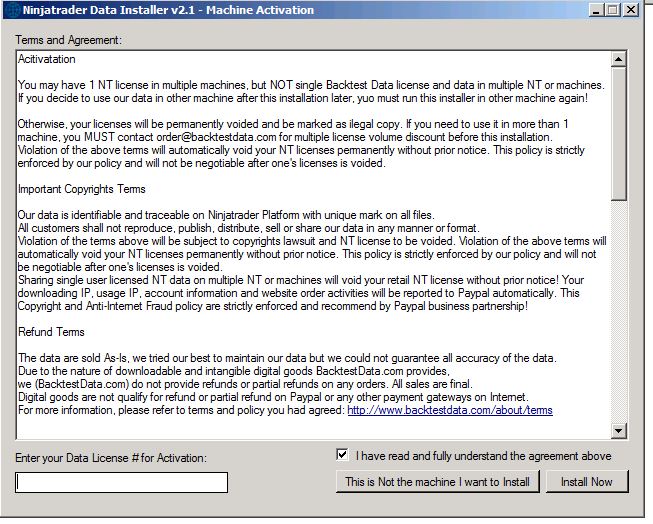 Ninjatrader Data Installer v2.1 - Machine Activation
Terms and Agreement:
Acitivatation
You may have 1 NT license in multiple machines, but NOT single Backtest Data license and data in multiple NT or machines.
If you decide to use our data in other machine after this installation later, yuo must run this installer in other machine again!
Otherwise, your licenses will be permanently voided and be marked as ilegal copy. If you need to use it in more than 1
machine, you MUST contact order@backtestdata.com for multiple license volume discount before this installation.
Violation of the above terms will automatically void your NT licenses permanently without prior notice. This policy is strictly
enforced by our policy and will not be negotiable after one's licenses is voided.
Important Copyrights Terms
Our data is identifiable and traceable on Ninjatrader Platform with unique mark on all files.
All customers shall not reproduce, publish, distribute, sell or share our data in any manner or format.
Violation of the terms above will be subject to copyrights lawsuit and NT license to be voided. Violation of the above terms will
automatically void your NT licenses permanently without prior notice. This policy is strictly enforced by our policy and will not
be negotiable after one's licenses is voided.
Sharing single user licensed NT data on multiple NT or machines will void your retail NT license without prior notice! Your
downloading IP, usage IP, account information and website order activities will be reported to Paypal automatically. This
Copyright and Anti-Internet Fraud policy are strictly enforced and recommend by Paypal business partnership!
Refund Terms
The data are sold As-Is, we tried our best to maintain our data but we could not guarantee all accuracy of the data.
Due to the nature of downloadable and intangible digital goods BacktestData.com provides,
we (BacktestData.com) do not provide refunds or partial refunds on any orders. All sales are final.
Digital goods are not qualify for refund or partial refund on Paypal or any other payment gateways on Internet.
For more information, please refer to terms and policy you had agreed: http://www.backtestdata.com/about/terms
Enter your Data License # for Activation:
I have read and fully understand the agreement above
This is Not the machine I want to Install
Install Now